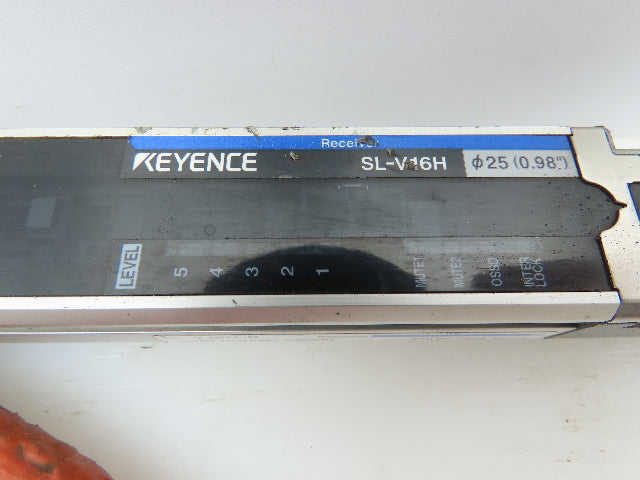 Receiver
KEYENCE SL-V16H ϕ25 (0.98")
LEVEL 5 4 3 2 1 MUTE1 MUTE2 OSSD INTER LOCK